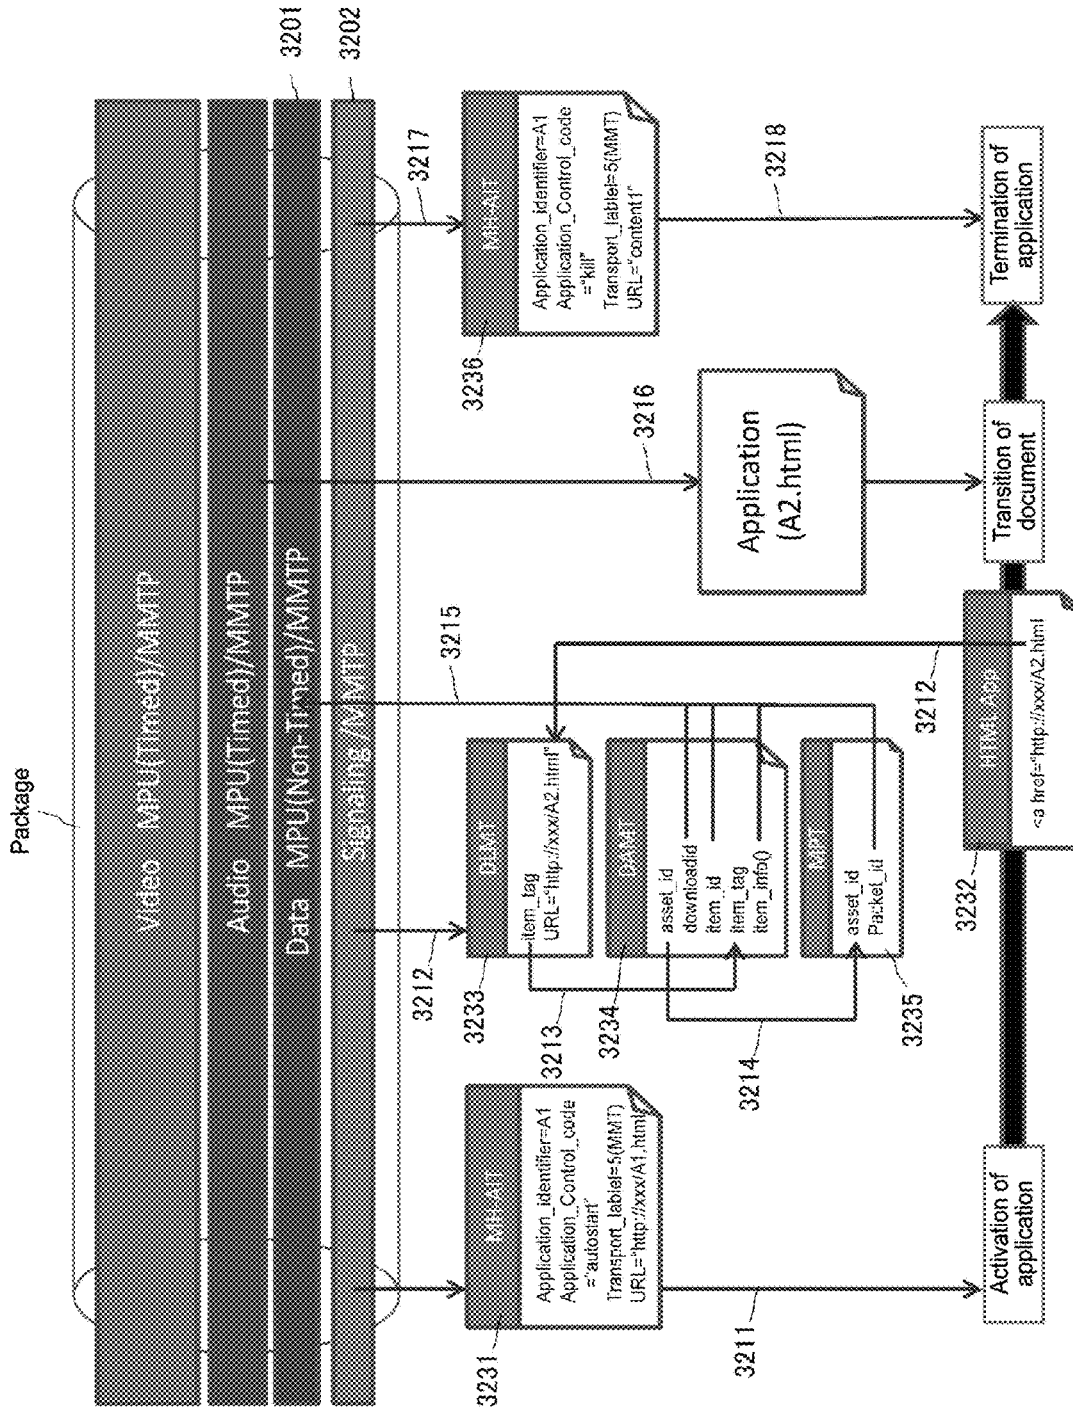 Package
Video MPU(Timed)/MMTP
Audio MPU(Timed)/MMTP
Data MPU(Non-Timed)/MMTP
Signaling /MMTP
3201
3202
3231
MH-AIT
Application_identifier=A1
Application_Control_code
="autostart"
Transport_lablel=5(MMT)
URL="http://xxx/A1.html
3211
Activation of
application
3212
3233
item_tag
URL="http://xxx/A2.html"
3213
3234
DAMT
asset_id
downloadid
item_id
item_tag
item_info()
3214
MPT
asset_id
Packet_id
3235
3215
3212
3232
HTML App
<a href="http://xxx/A2.html
3216
Application
(A2.html)
Transition of
document
3217
3236
MH-AIT
Application_identifier=A1
Application_Control_code
="kill"
Transport_lablel=5(MMT)
URL="content1"
3218
Termination of
application